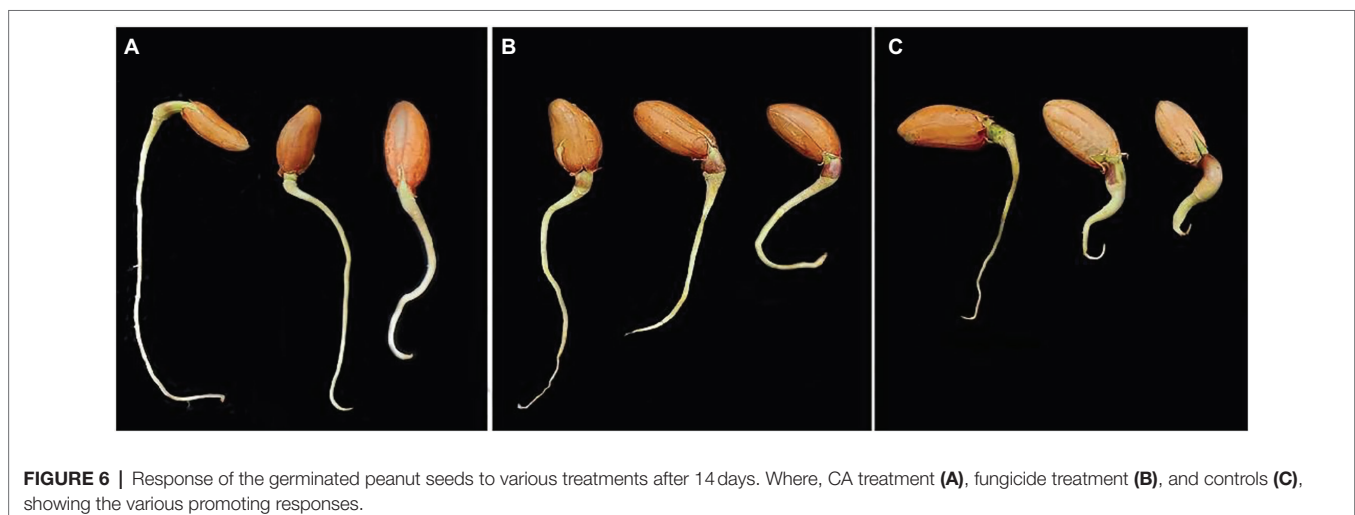 A
B
C
FIGURE 6 | Response of the germinated peanut seeds to various treatments after 14 days. Where, CA treatment (A), fungicide treatment (B), and controls (C),
showing the various promoting responses.